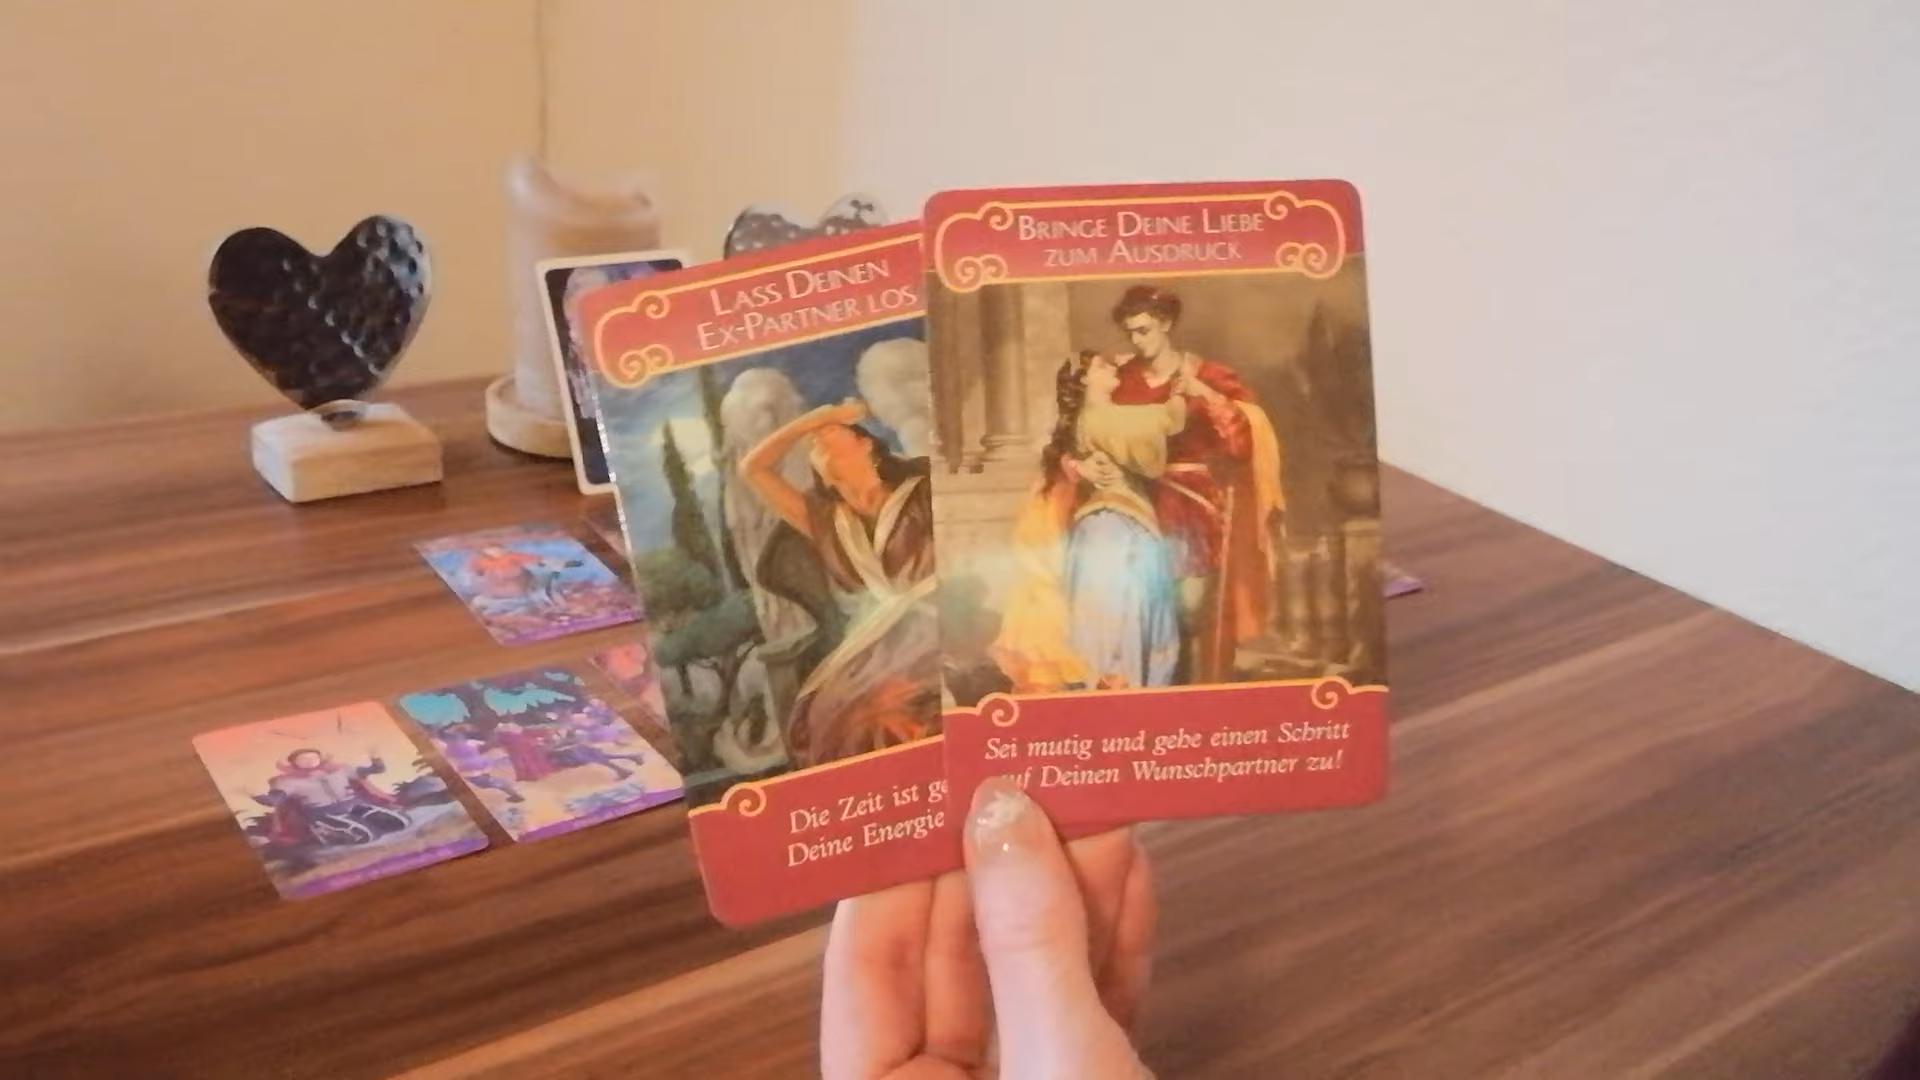 LASS DEINEN
EX-PARTNER LOS
Die Zeit ist
Deine Energie
BRINGE DEINE LIEBE
ZUM AUSDRUCK
Sei mutig und gehe einen Schritt
auf Deinen Wunschpartner zu!